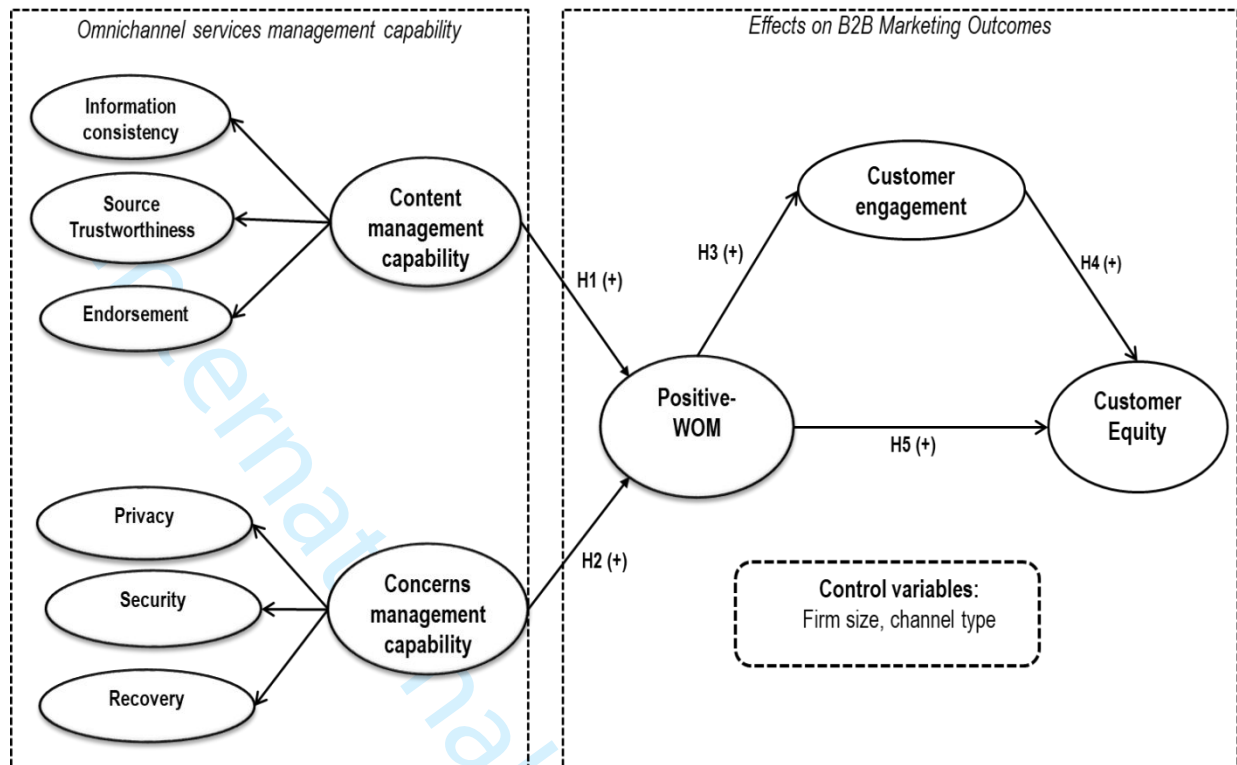 Omnichannel services management capability
Effects on B2B Marketing Outcomes
Information
consistency
Source
Trustworthiness
Endorsement
Content
management
capability
Privacy
Security
Recovery
Concerns
management
capability
H1 (+)
H2 (+)
Positive-
WOM
H3 (+)
Customer
engagement
H4 (+)
H5 (+)
Customer
Equity
Control variables:
Firm size, channel type